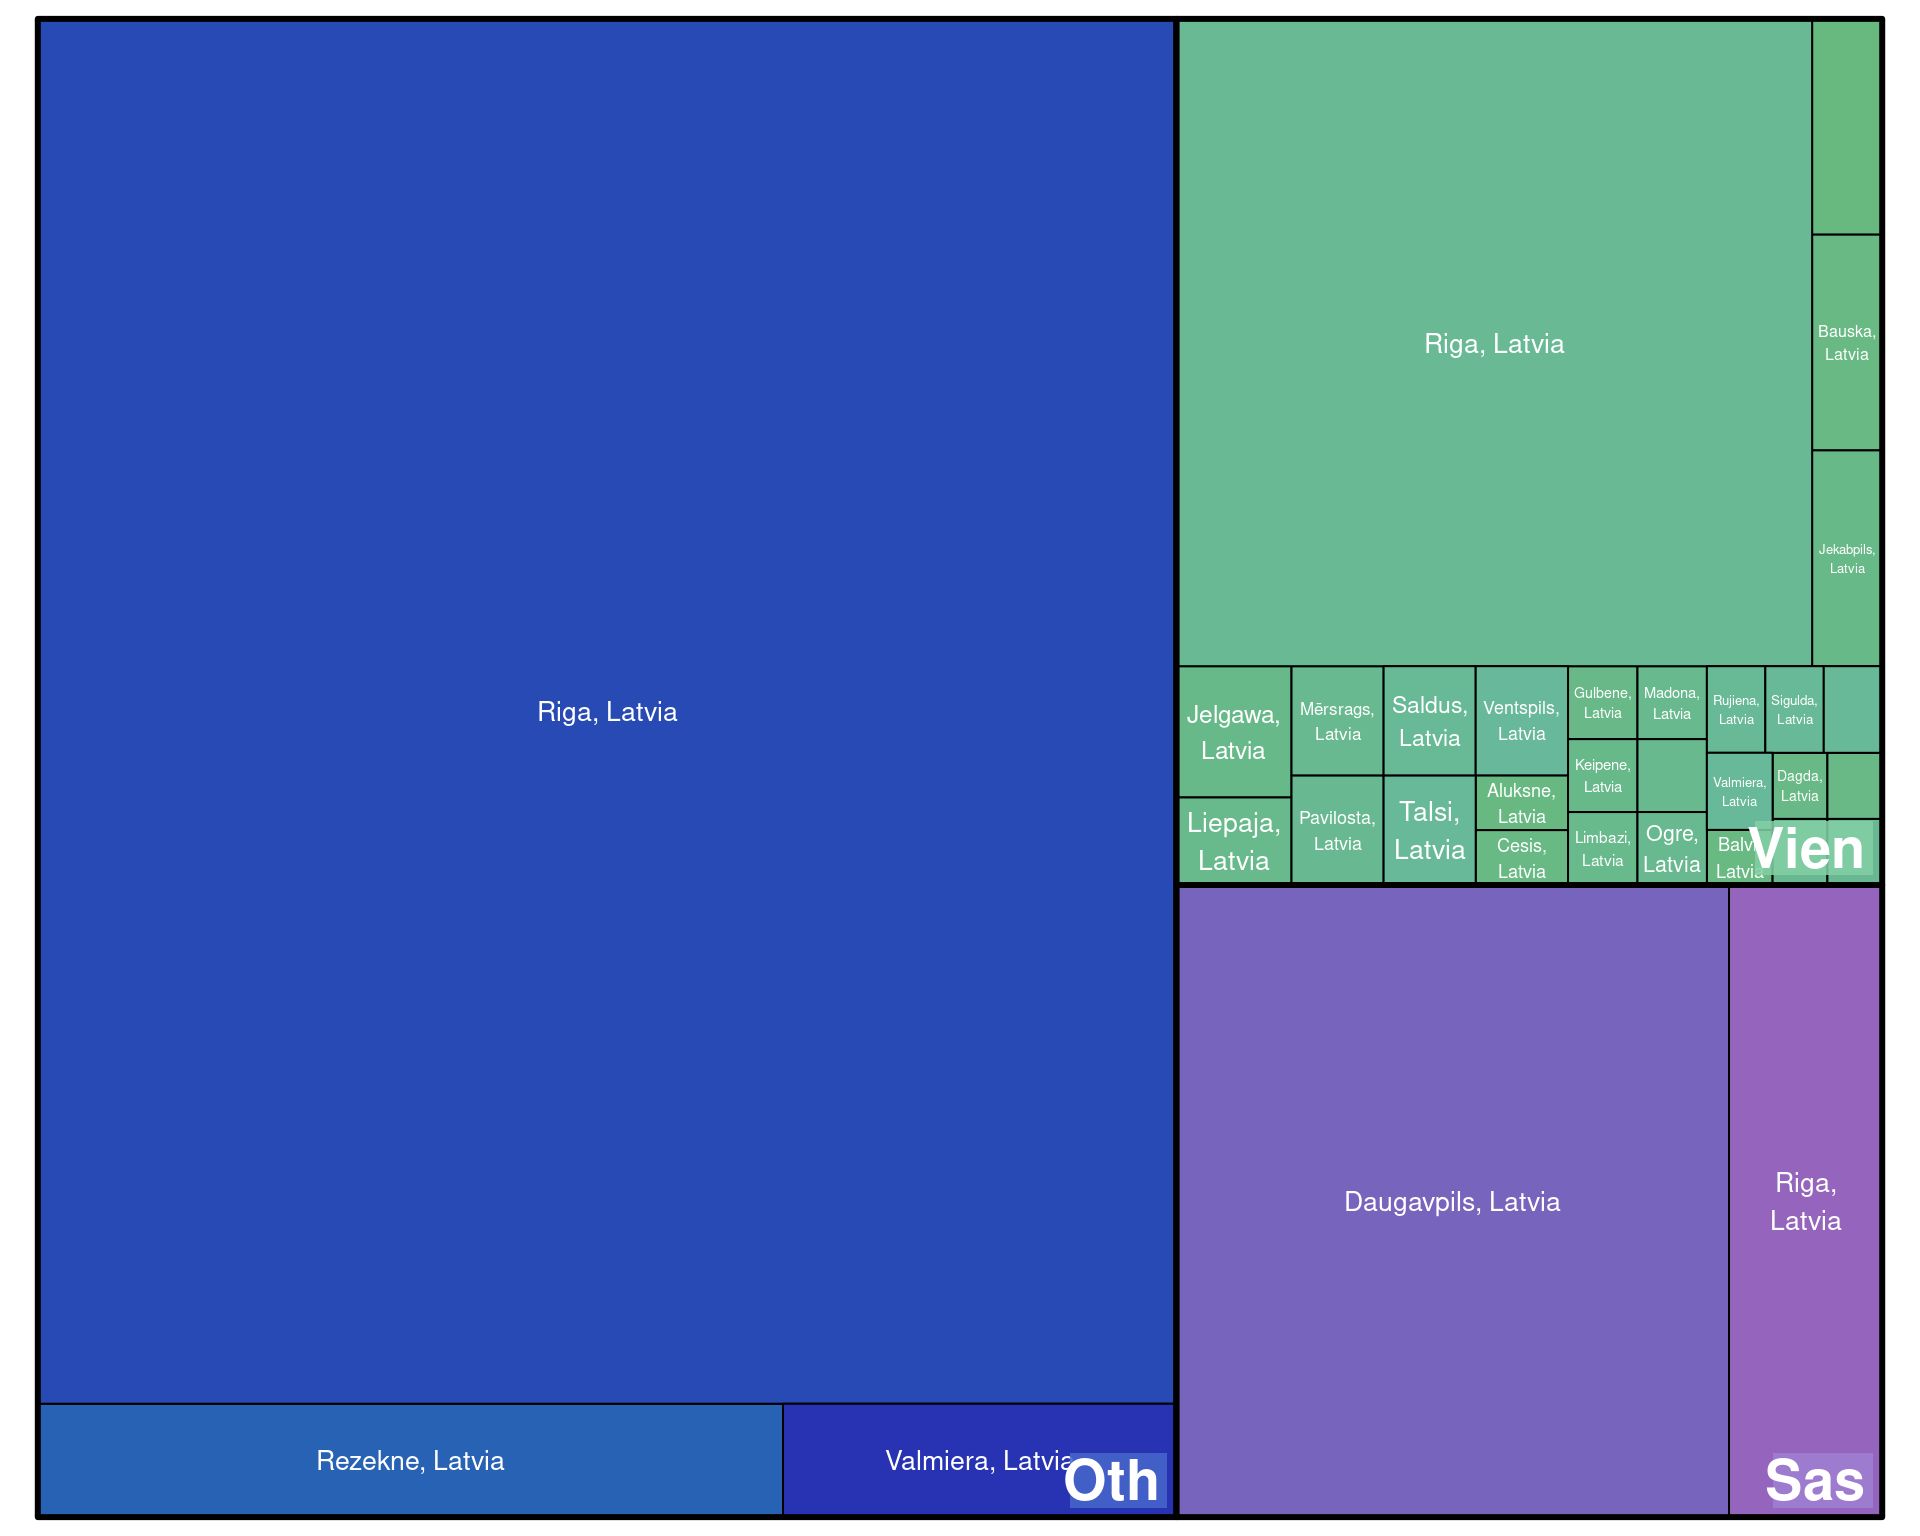 Riga, Latvia
Rezekne, Latvia
Valmiera, Latvia
Oth
Riga, Latvia
Bauska,
Latvia
Jekabpils,
Latvia
Jelgawa,
Latvia
Liepaja,
Latvia
Mērsrags,
Latvia
Pavilosta,
Latvia
Saldus,
Latvia
Talsi,
Latvia
Ventspils,
Latvia
Aluksne,
Latvia
Cesis,
Latvia
Gulbene,
Latvia
Keipene,
Latvia
Limbazi,
Latvia
Madona,
Latvia
Ogre,
Latvia
Rujiena,
Latvia
Sigulda,
Latvia
Valmiera,
Latvia
Dagda,
Latvia
Latvia
Vien
Daugavpils, Latvia
Riga,
Latvia
Sas